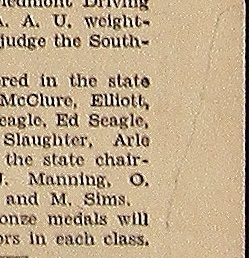 Piedmont Driving
A. A. U. weight-
judge the South-
red in the state
McClure, Elliott,
eagle, Ed Seagle,
Slaughter, Arle
the state chair-
J. Manning, O.
and M. Sims.
onze medals will
ors in each class.